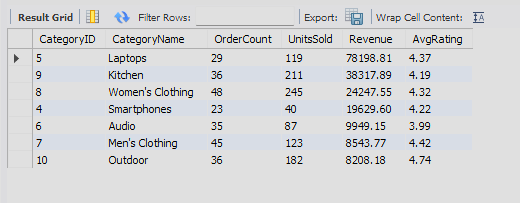 Result Grid Filter Rows: Export: Wrap Cell Content:
CategoryID CategoryName OrderCount UnitsSold Revenue AvgRating
5 Laptops 29 119 78198.81 4.37
9 Kitchen 36 211 38317.89 4.19
8 Women's Clothing 48 245 24247.55 4.32
4 Smartphones 23 40 19629.60 4.22
6 Audio 35 87 9949.15 3.99
7 Men's Clothing 45 123 8543.77 4.42
10 Outdoor 36 182 8208.18 4.74